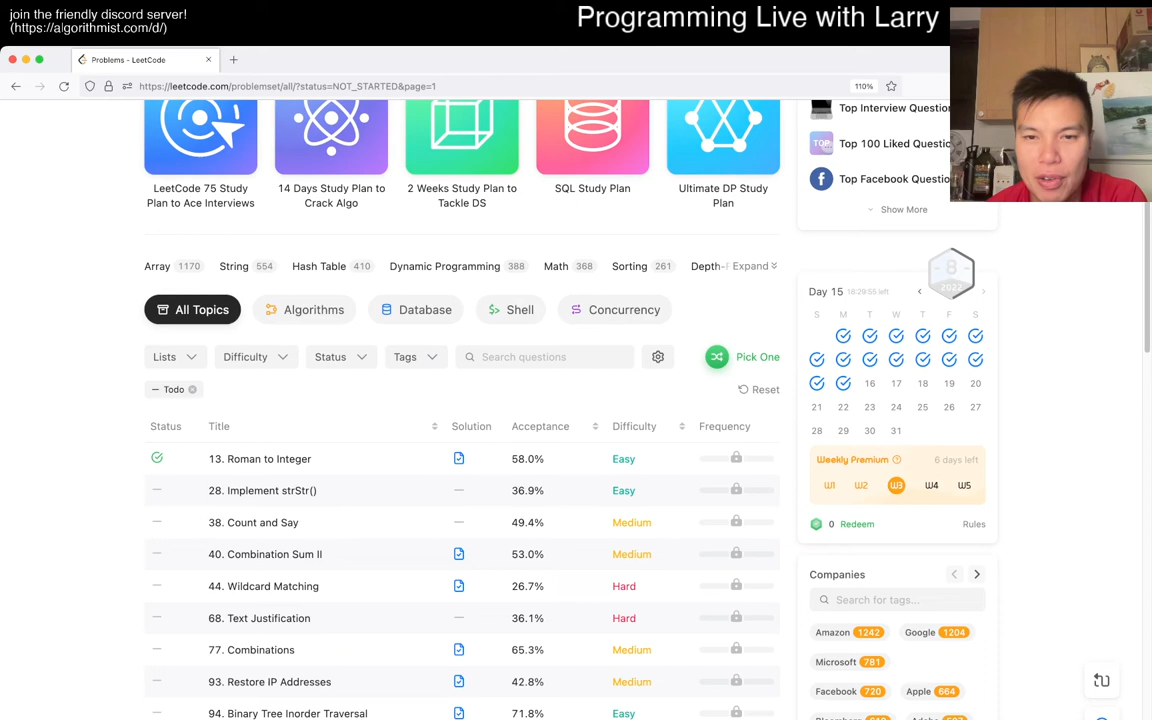 join the friendly discord server!
(https://algorithmist.com/d/)
Programming Live with Larry
Problems - LeetCode
https://leetcode.com/problemset/all/?status=NOT_STARTED&page=1
110%
LeetCode 75 Study
Plan to Ace Interviews
14 Days Study Plan to
Crack Algo
2 Weeks Study Plan to
Tackle DS
SQL Study Plan
Ultimate DP Study
Plan
Top Interview Questio
TOP
Top 100 Liked Questio
Top Facebook Questio
Show More
Array 1170
String 554
Hash Table 410
Dynamic Programming 388
Math 368
Sorting 261
Depth-F
Expand
All Topics
Algorithms
Database
Shell
Concurrency
Lists
Difficulty
Status
Tags
Search questions
Pick One
Todo
Reset
Status Title Solution Acceptance Difficulty Frequency
13. Roman to Integer 58.0% Easy
28. Implement strStr() 36.9% Easy
38. Count and Say 49.4% Medium
40. Combination Sum II 53.0% Medium
44. Wildcard Matching 26.7% Hard
68. Text Justification 36.1% Hard
77. Combinations 65.3% Medium
93. Restore IP Addresses 42.8% Medium
94. Binary Tree Inorder Traversal 71.8% Easy
8
2022
Day 15 18:29:55 left
S M T W T F S
16 17 18 19 20
21 22 23 24 25 26 27
28 29 30 31
Weekly Premium 6 days left
W1 W2 W3 W4 W5
0 Redeem Rules
Companies
Search for tags...
Amazon 1242 Google 1204
Microsoft 781
Facebook 720 Apple 664